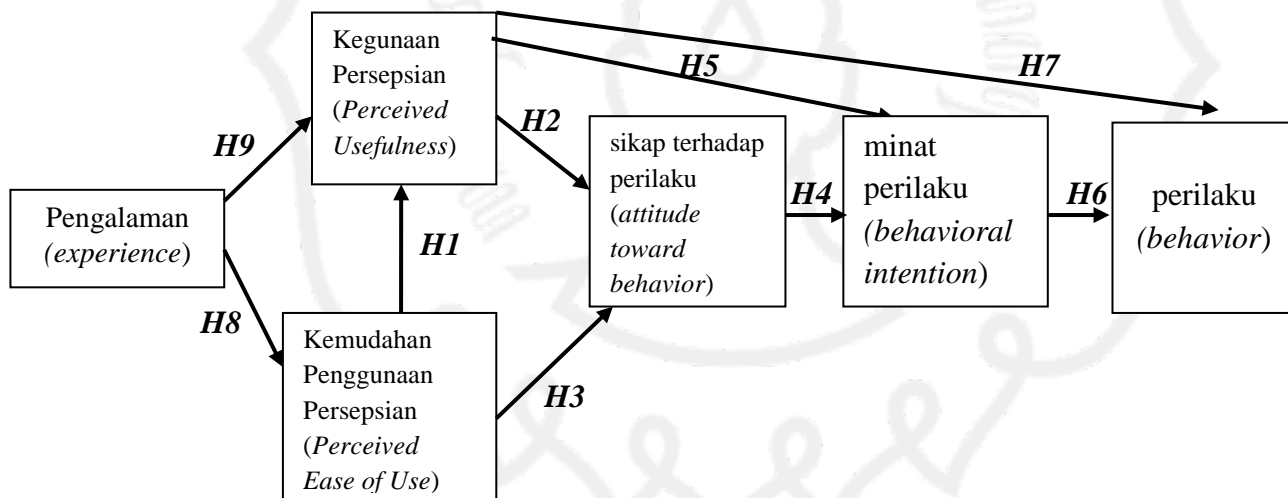 Kegunaan
Persepsian
(Perceived
Usefulness)
H5
H7
H9
H2
sikap terhadap
perilaku
(attitude
toward
behavior)
minat
perilaku
(behavioral
intention)
perilaku
(behavior)
H4
H6
Pengalaman
(experience)
H1
H8
Kemudahan
Penggunaan
Persepsian
(Perceived
Ease of Use)
H3